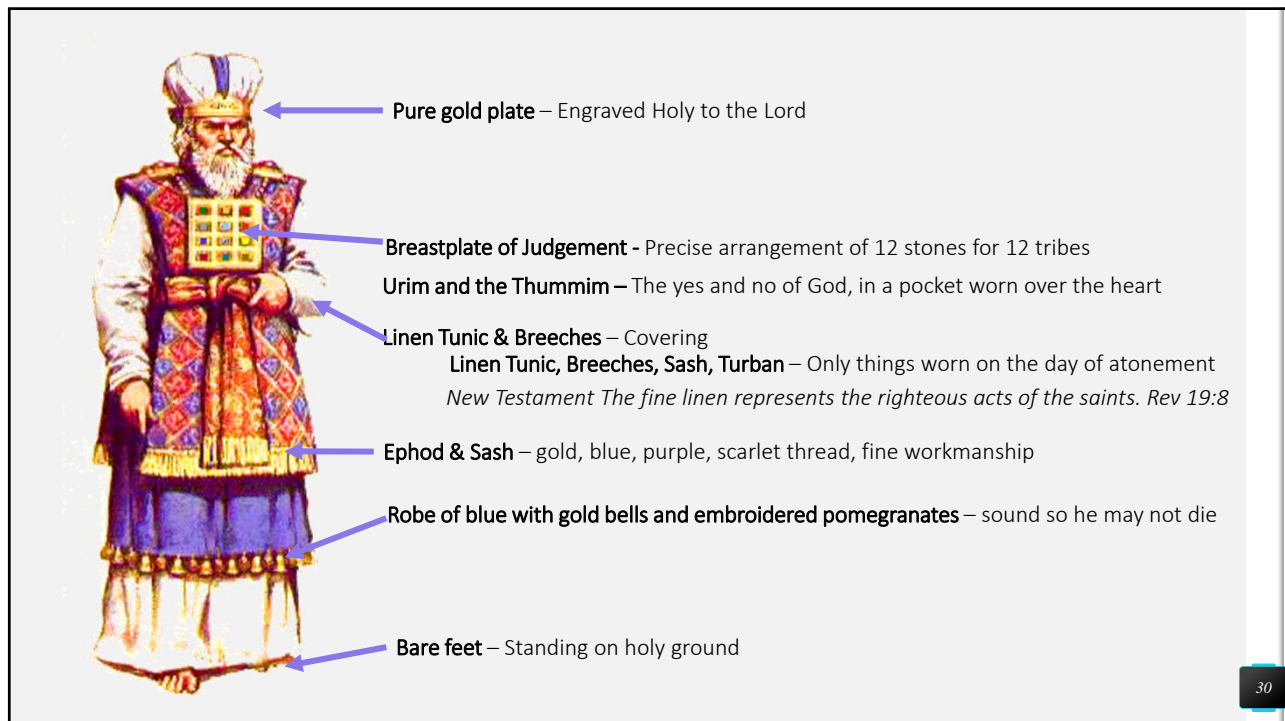 Pure gold plate – Engraved Holy to the Lord
Breastplate of Judgement - Precise arrangement of 12 stones for 12 tribes
Urim and the Thummim – The yes and no of God, in a pocket worn over the heart
Linen Tunic & Breeches – Covering
Linen Tunic, Breeches, Sash, Turban – Only things worn on the day of atonement
New Testament The fine linen represents the righteous acts of the saints. Rev 19:8
Ephod & Sash – gold, blue, purple, scarlet thread, fine workmanship
Robe of blue with gold bells and embroidered pomegranates – sound so he may not die
Bare feet – Standing on holy ground
30